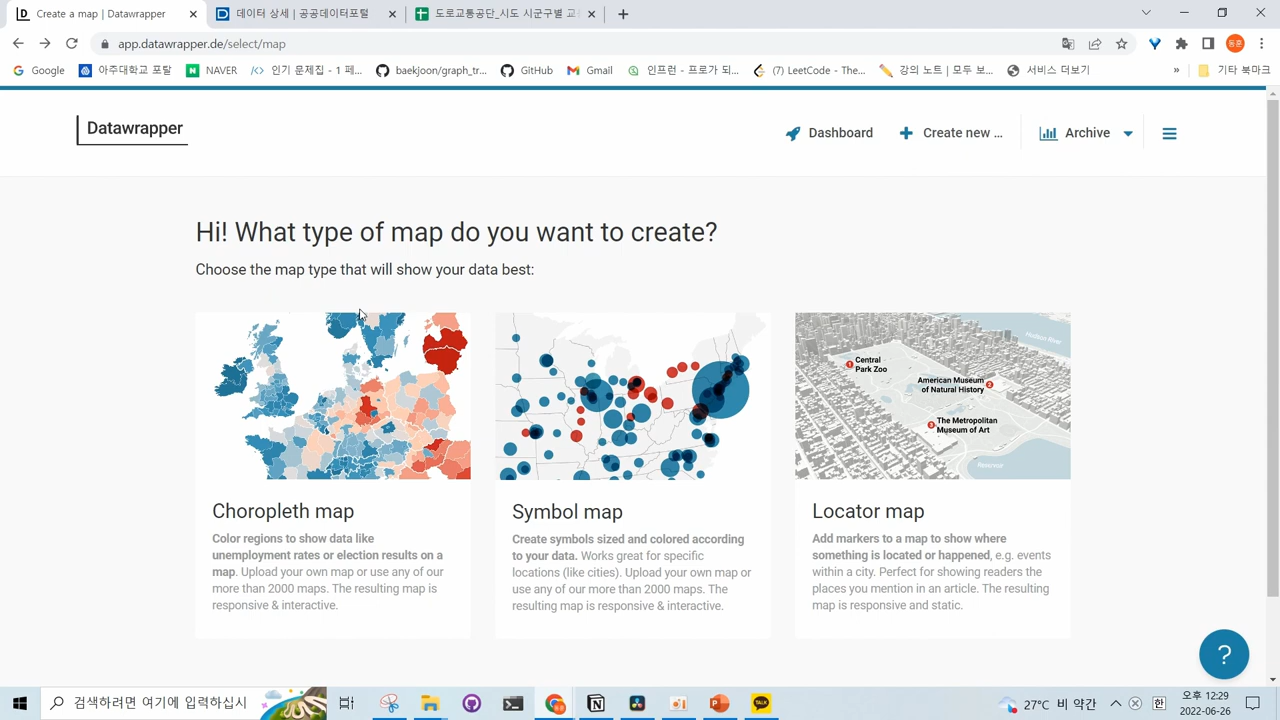 Create a map | Datawrapper
데이터 상세 | 공공데이터포털
도로교통공단_시도 시군구별 교
app.datawrapper.de/select/map
동훈
Google
아주대학교 포탈
NAVER
인기 문제집 - 1 페...
baekjoon/graph_tr...
GitHub
Gmail
인프런 - 프로가 되...
(7) LeetCode - The...
강의 노트 | 모두 보...
서비스 더보기
»
기타 북마크
Datawrapper
Dashboard
Create new ...
Archive
Hi! What type of map do you want to create?
Choose the map type that will show your data best:
Hudson River
Central
Park Zoo
American Museum
of Natural History
2
3
The Metropolitan
Museum of Art
Reservoir
Choropleth map
Color regions to show data like
unemployment rates or election results on a
map. Upload your own map or use any of our
more than 2000 maps. The resulting map is
responsive & interactive.
Symbol map
Create symbols sized and colored according
to your data. Works great for specific
locations (like cities). Upload your own map or
use any of our more than 2000 maps. The
resulting map is responsive & interactive.
Locator map
Add markers to a map to show where
something is located or happened, e.g. events
within a city. Perfect for showing readers the
places you mention in an article. The resulting
map is responsive and static.
?
검색하려면 여기에 입력하십시
TALK
27°C 비 약간
한
오후 12:29
2022-06-26